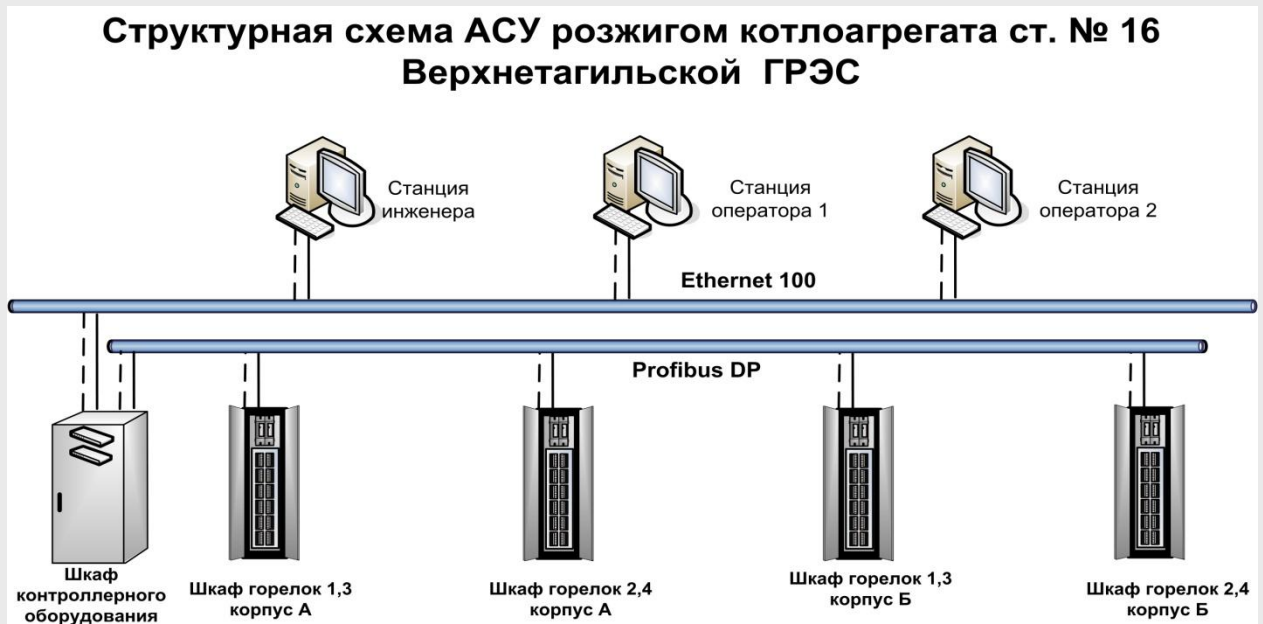 Структурная схема АСУ розжигом котлоагрегата ст. № 16
Верхнетагильской ГРЭС
Станция
инженера
Станция
оператора 1
Станция
оператора 2
Ethernet 100
Profibus DP
Шкаф
контроллерного
оборудования
Шкаф горелок 1,3
корпус А
Шкаф горелок 2,4
корпус А
Шкаф горелок 1,3
корпус Б
Шкаф горелок 2,4
корпус Б